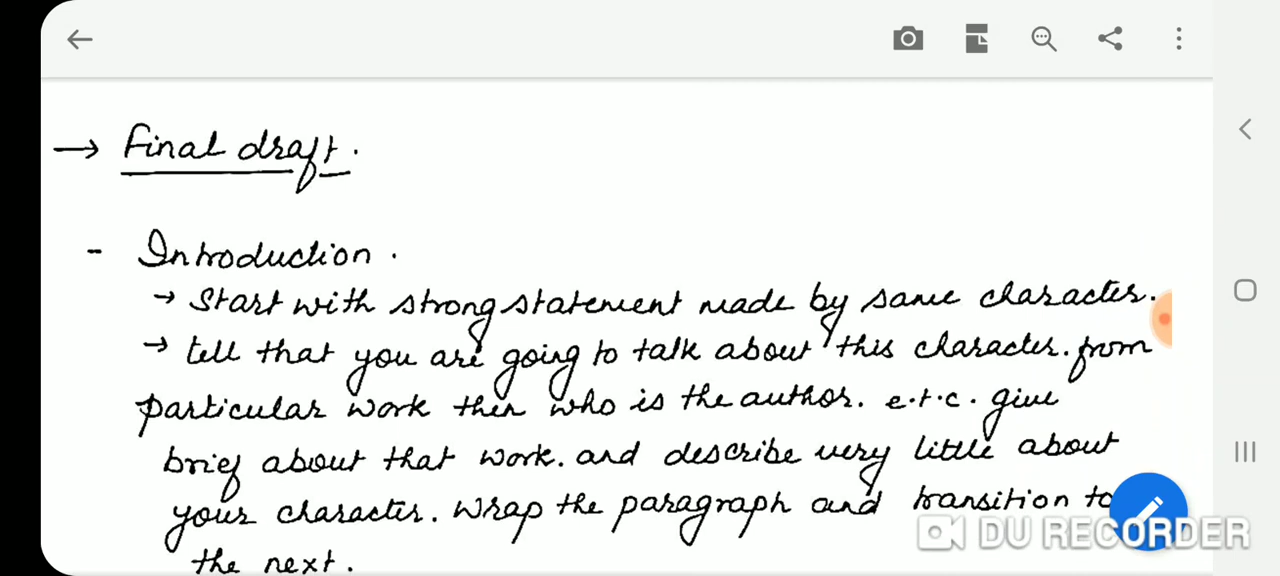 → Final draft.
- Introduction.
→ Start with strong statement made by same character.
→ tell that you are going to talk about this character. from
particular work then who is the author. e.t.c. give
brief about that work. and describe very little about
your character. Wrap the paragraph and transition to
the next.
DU RECORDER